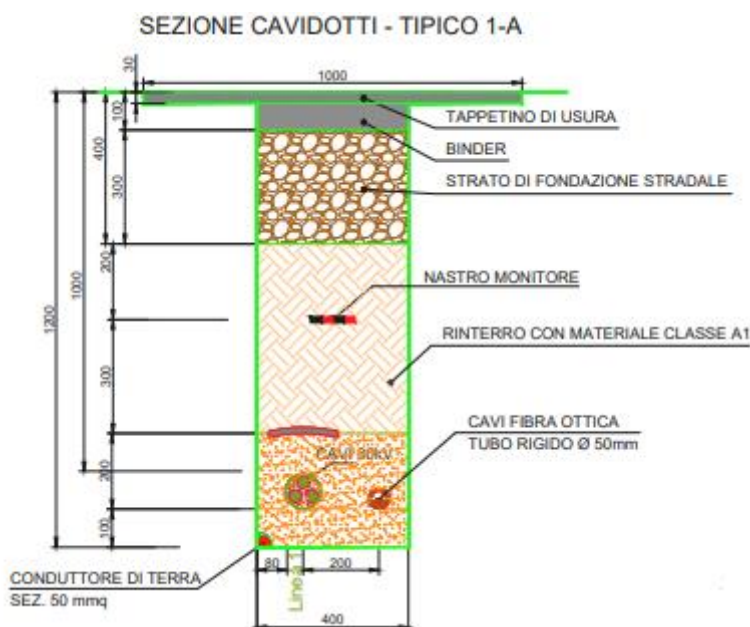 SEZIONE CAVIDOTTI - TIPICO 1-A
1000
30
100
400
300
TAPPETINO DI USURA
BINDER
STRATO DI FONDAZIONE STRADALE
200
1000
1200
NASTRO MONITORE
300
RINTERRO CON MATERIALE CLASSE A1
CAVI FIBRA OTTICA
TUBO RIGIDO Ø 50mm
CAVI 30kV
200
100
CONDUTTORE DI TERRA
SEZ. 50 mmq
80
Linea 1
200
400